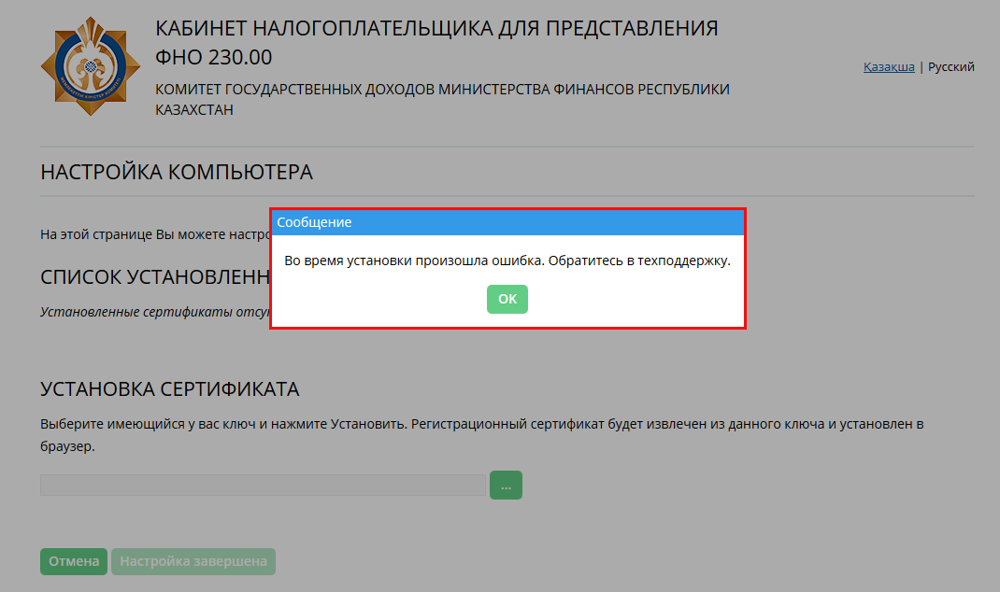 КАБИНЕТ НАЛОГОПЛАТЕЛЬЩИКА ДЛЯ ПРЕДСТАВЛЕНИЯ
ФНО 230.00
КОМИТЕТ ГОСУДАРСТВЕННЫХ ДОХОДОВ МИНИСТЕРСТВА ФИНАНСОВ РЕСПУБЛИКИ
КАЗАХСТАН
Қазақша | Русский
НАСТРОЙКА КОМПЬЮТЕРА
На этой странице Вы можете настро
Сообщение
Во время установки произошла ошибка. Обратитесь в техподдержку.
OK
СПИСОК УСТАНОВЛЕНН
Установленные сертификаты отсу
УСТАНОВКА СЕРТИФИКАТА
Выберите имеющийся у вас ключ и нажмите Установить. Регистрационный сертификат будет извлечен из данного ключа и установлен в
браузер.
...
Отмена Настройка завершена